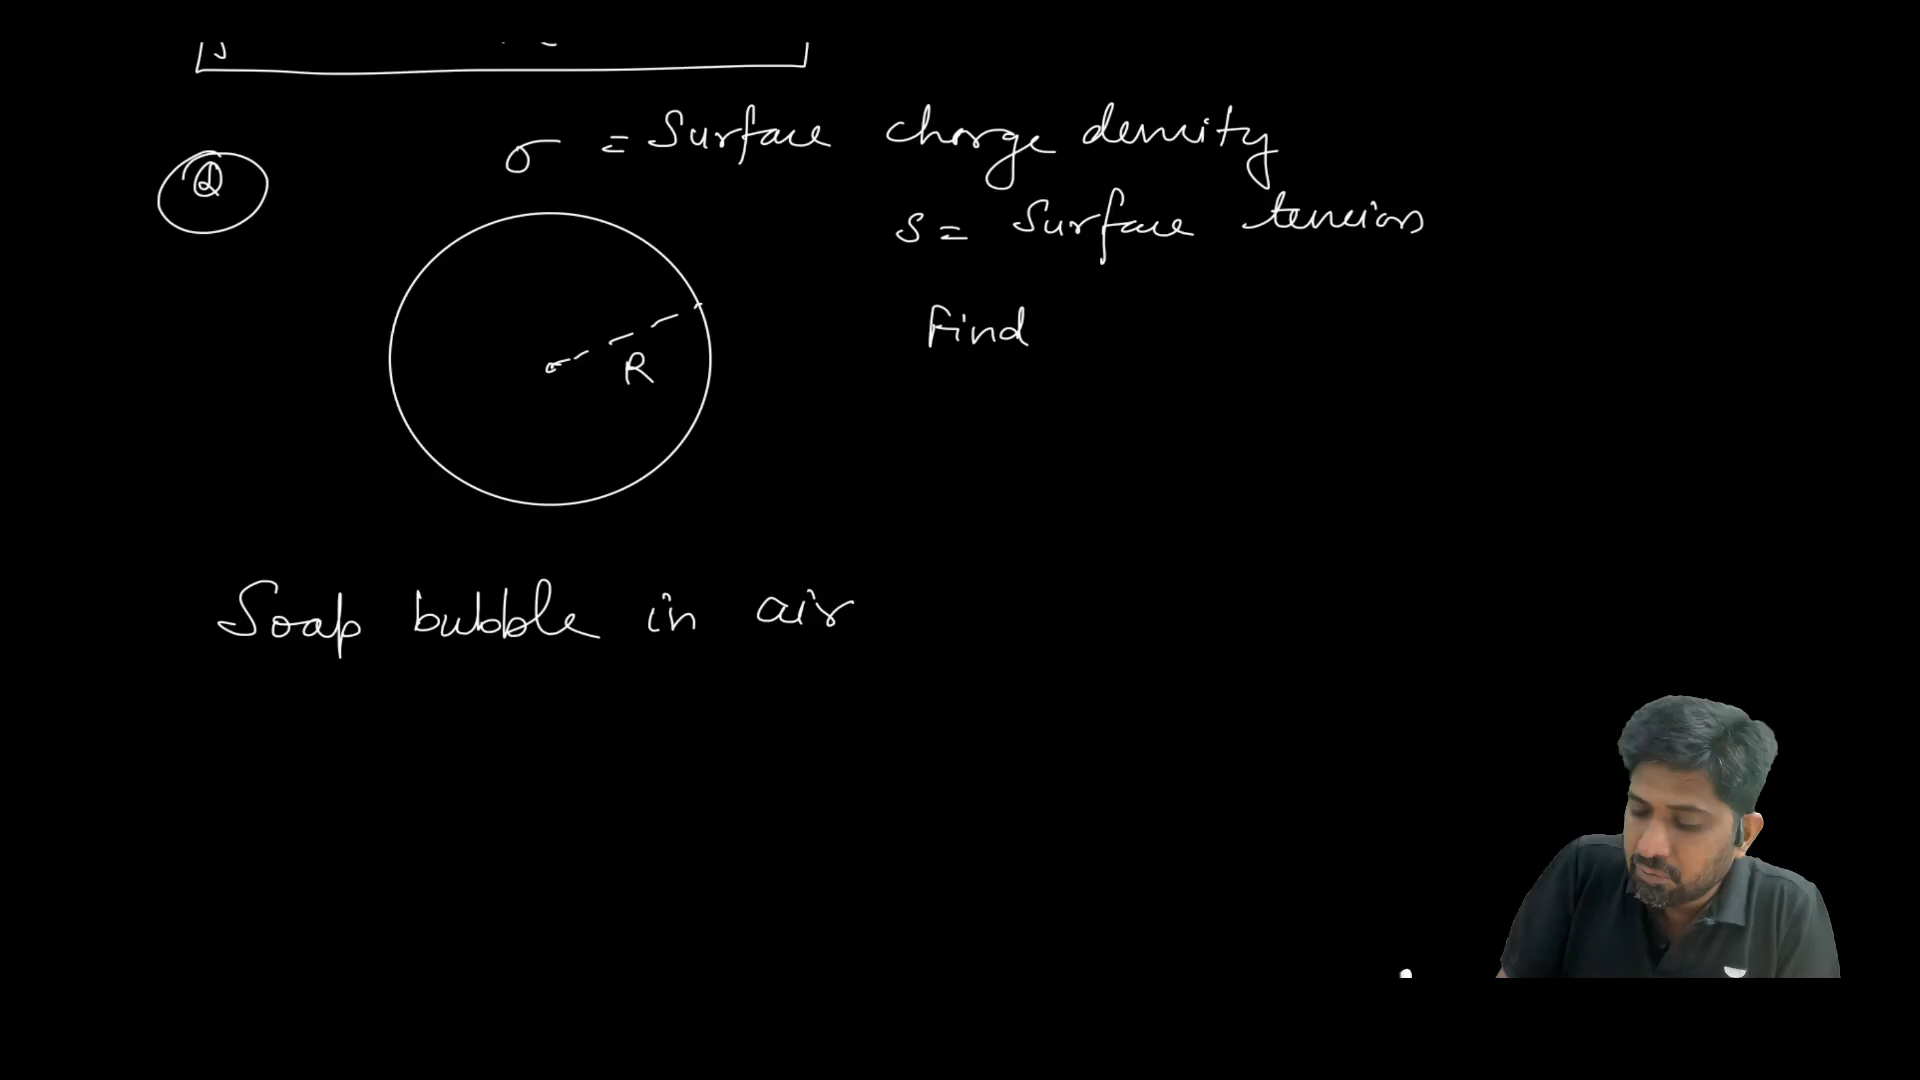 Q
σ = Surface charge density
S = Surface tension
Find
R
Soap bubble in air